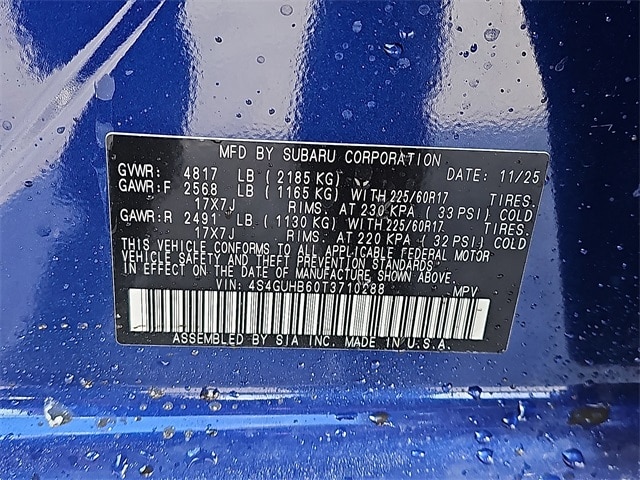 MFD BY SUBARU CORPORATION DATE: 11/25
GVWR: 4817 LB ( 2185 KG)
GAWR:F 2568 LB ( 1165 KG) WITH 225/60R17 TIRES.
17X7J RIMS. AT 230 KPA ( 33 PSI) COLD
GAWR:R 2491 LB ( 1130 KG) WITH 225/60R17 TIRES.
17X7J RIMS. AT 220 KPA ( 32 PSI) COLD
THIS VEHICLE CONFORMS TO ALL APPLICABLE FEDERAL MOTOR
VEHICLE SAFETY AND THEFT PREVENTION STANDARDS
IN EFFECT ON THE DATE OF MANUFACTURE SHOWN ABOVE.
VIN: 4S4GUHB60T3710288 MPV
ASSEMBLED BY SIA INC. MADE IN U.S.A.